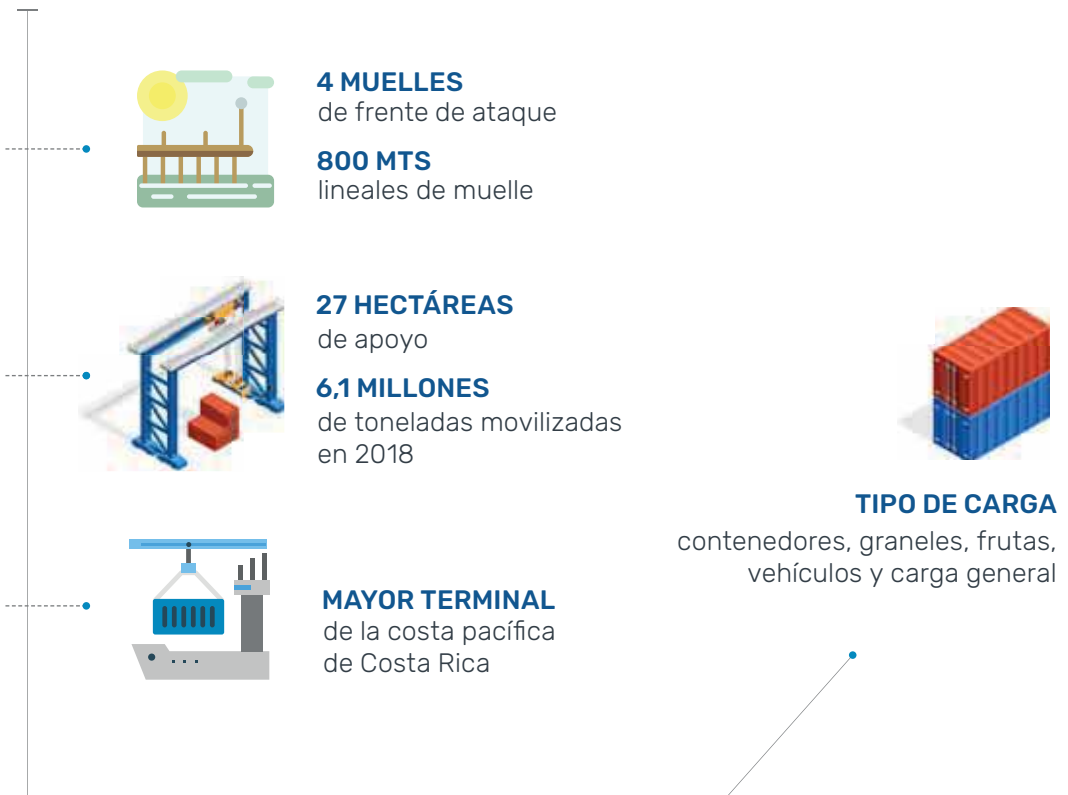 4 MUELLES
de frente de ataque
800 MTS
lineales de muelle
27 HECTÁREAS
de apoyo
6,1 MILLONES
de toneladas movilizadas
en 2018
MAYOR TERMINAL
de la costa pacífica
de Costa Rica
TIPO DE CARGA
contenedores, graneles, frutas,
vehículos y carga general